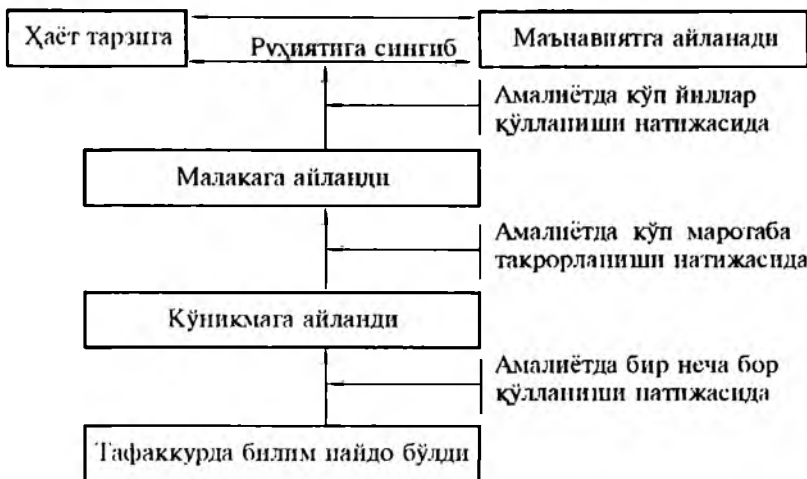 Ҳаёт тарзига
Руҳиятига сингиб
Маънавиятга айланади
Амалиётда кўп йиллар
қўлланиши натижасида
Малакага айланди
Амалиётда кўп маротаба
такрорланиши натижасида
Кўникмага айланди
Амалиётда бир неча бор
қўлланиши натижасида
Тафаккурда билим пайдо бўлди